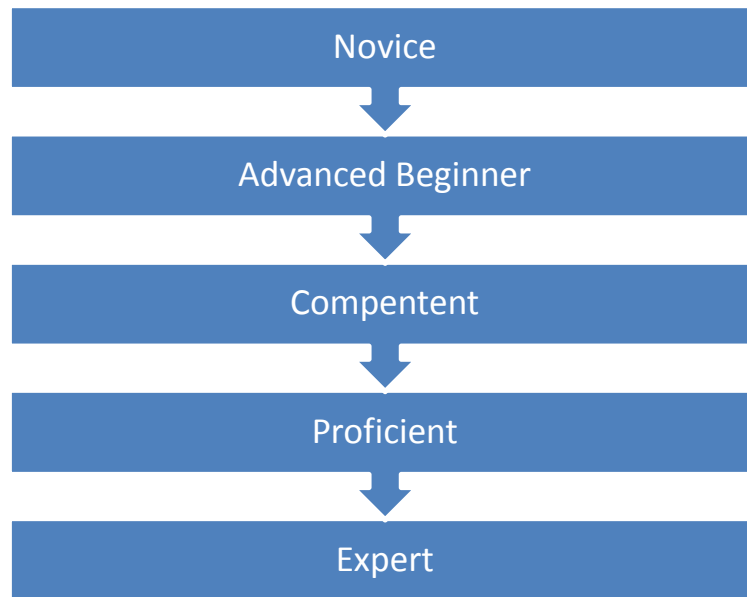 Novice
Advanced Beginner
Compentent
Proficient
Expert